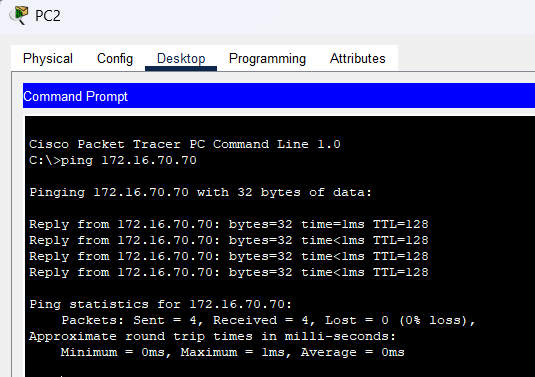 PC2
Physical Config Desktop Programming Attributes
Command Prompt
Cisco Packet Tracer PC Command Line 1.0
C:\>ping 172.16.70.70
Pinging 172.16.70.70 with 32 bytes of data:
Reply from 172.16.70.70: bytes=32 time=1ms TTL=128
Reply from 172.16.70.70: bytes=32 time<1ms TTL=128
Reply from 172.16.70.70: bytes=32 time<1ms TTL=128
Reply from 172.16.70.70: bytes=32 time<1ms TTL=128
Ping statistics for 172.16.70.70:
Packets: Sent = 4, Received = 4, Lost = 0 (0% loss),
Approximate round trip times in milli-seconds:
Minimum = 0ms, Maximum = 1ms, Average = 0ms